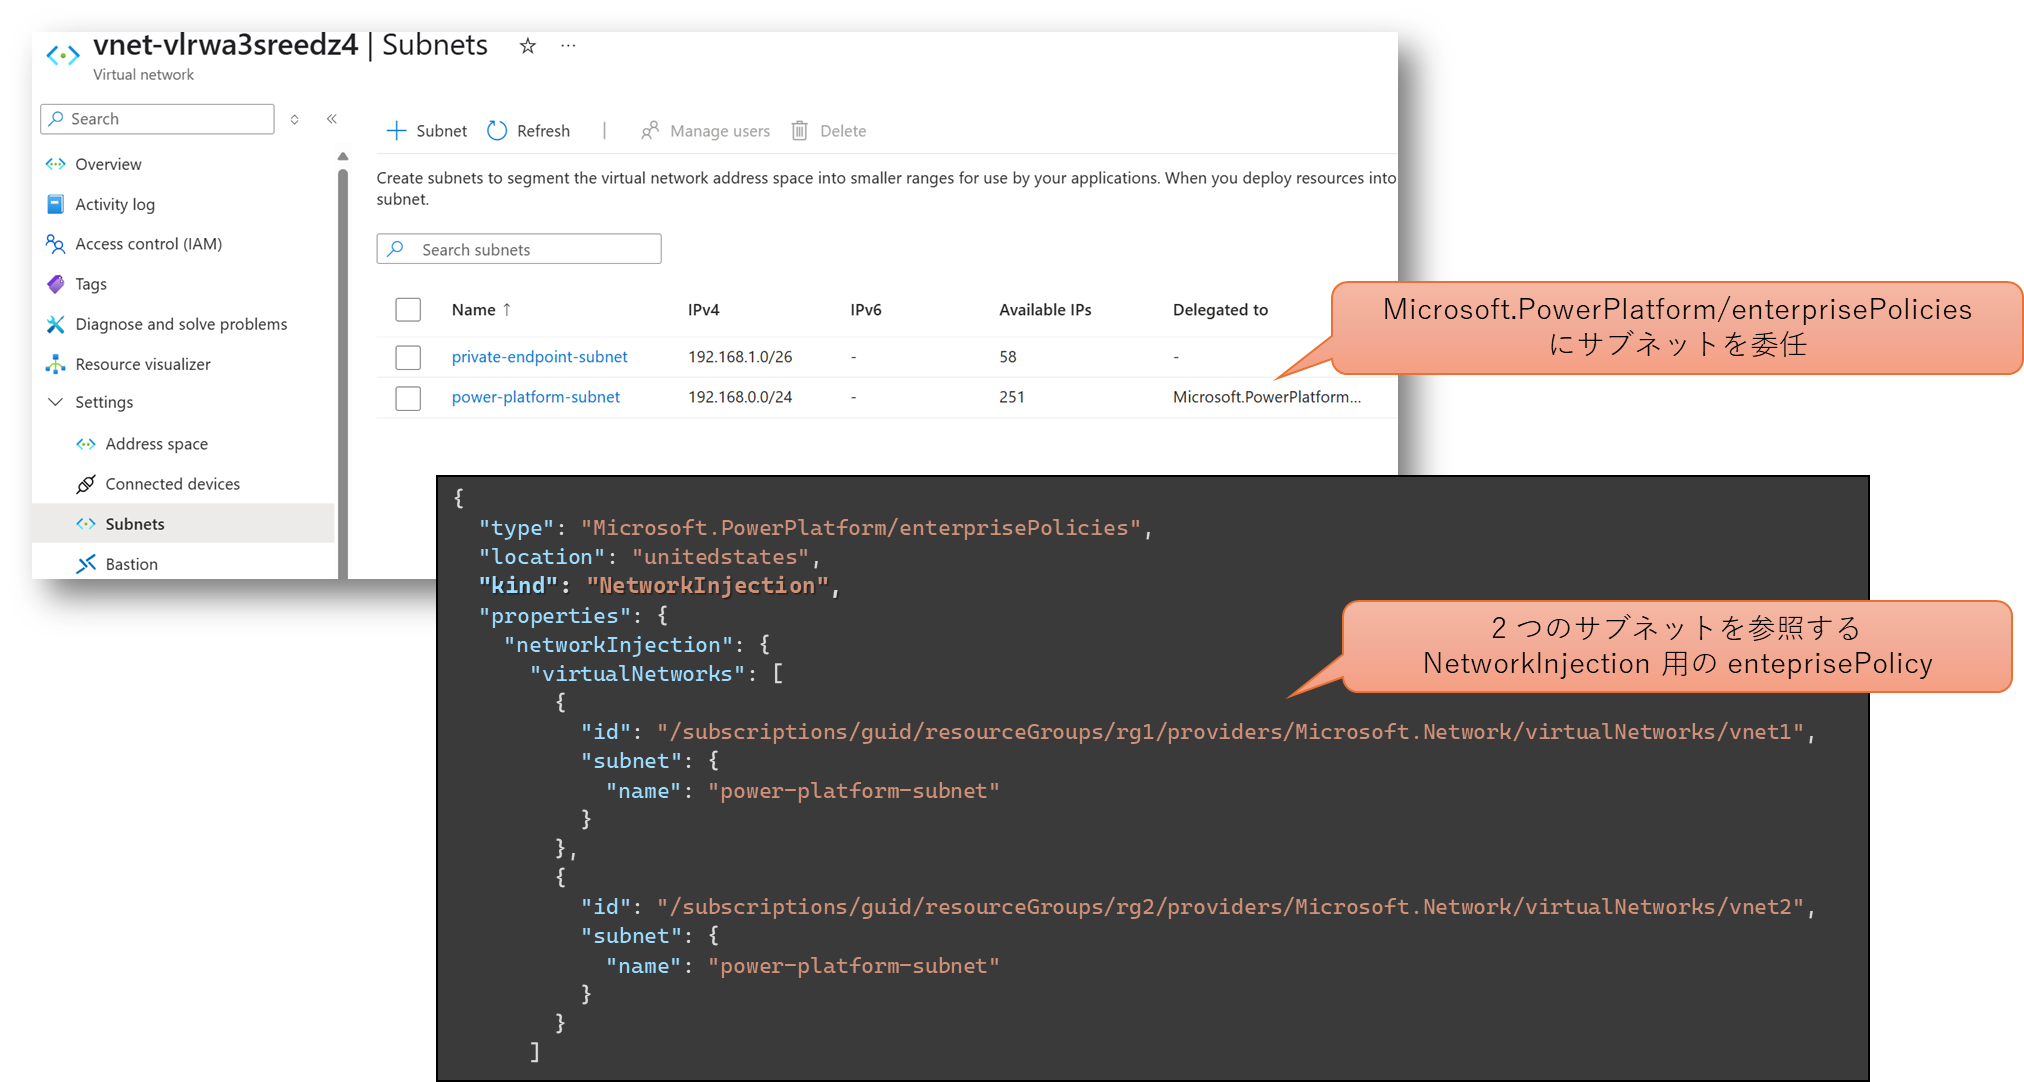 vnet-vlrwa3sreedz4 | Subnets ☆ ...
Virtual network
Search
Overview
Activity log
Access control (IAM)
Tags
Diagnose and solve problems
Resource visualizer
Settings
Address space
Connected devices
Subnets
Bastion
+ Subnet Refresh | Manage users Delete
Create subnets to segment the virtual network address space into smaller ranges for use by your applications. When you deploy resources into
subnet.
Search subnets
Name ↑ IPv4 IPv6 Available IPs Delegated to
private-endpoint-subnet 192.168.1.0/26 - 58 -
power-platform-subnet 192.168.0.0/24 - 251 Microsoft.PowerPlatform...
Microsoft.PowerPlatform/enterprisePolicies
にサブネットを委任
{
"type": "Microsoft.PowerPlatform/enterprisePolicies",
"location": "unitedstates",
"kind": "NetworkInjection",
"properties": {
"networkInjection": {
"virtualNetworks": [
{
"id": "/subscriptions/guid/resourceGroups/rg1/providers/Microsoft.Network/virtualNetworks/vnet1",
"subnet": {
"name": "power-platform-subnet"
}
},
{
"id": "/subscriptions/guid/resourceGroups/rg2/providers/Microsoft.Network/virtualNetworks/vnet2",
"subnet": {
"name": "power-platform-subnet"
}
}
]
2 つのサブネットを参照する
NetworkInjection 用の enteprisePolicy